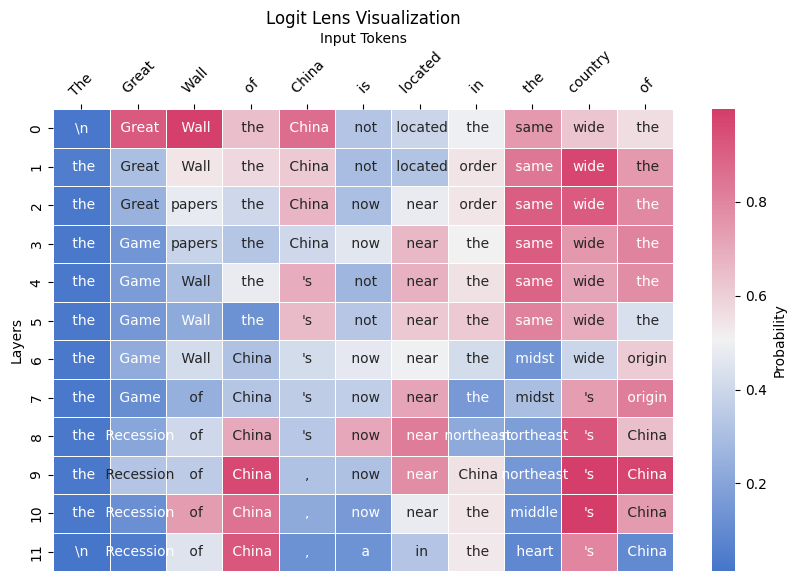 Logit Lens Visualization
Input Tokens
The Great Wall of China is located in the country of
0 \n Great Wall the China not located the same wide the
1 the Great Wall the China not located order same wide the
2 the Great papers the China now near order same wide the
3 the Game papers the China now near the same wide the
4 the Game Wall the 's not near the same wide the
5 the Game Wall the 's not near the same wide the
6 the Game Wall China 's now near the midst wide origin
7 the Game of China 's now near the midst 's origin
8 the Recession of China 's now near northeast northeast 's China
9 the Recession of China , now near China northeast 's China
10 the Recession of China , now near the middle 's China
11 \n Recession of China , a in the heart 's China
Layers
0.8
0.6
0.4
0.2
Probability